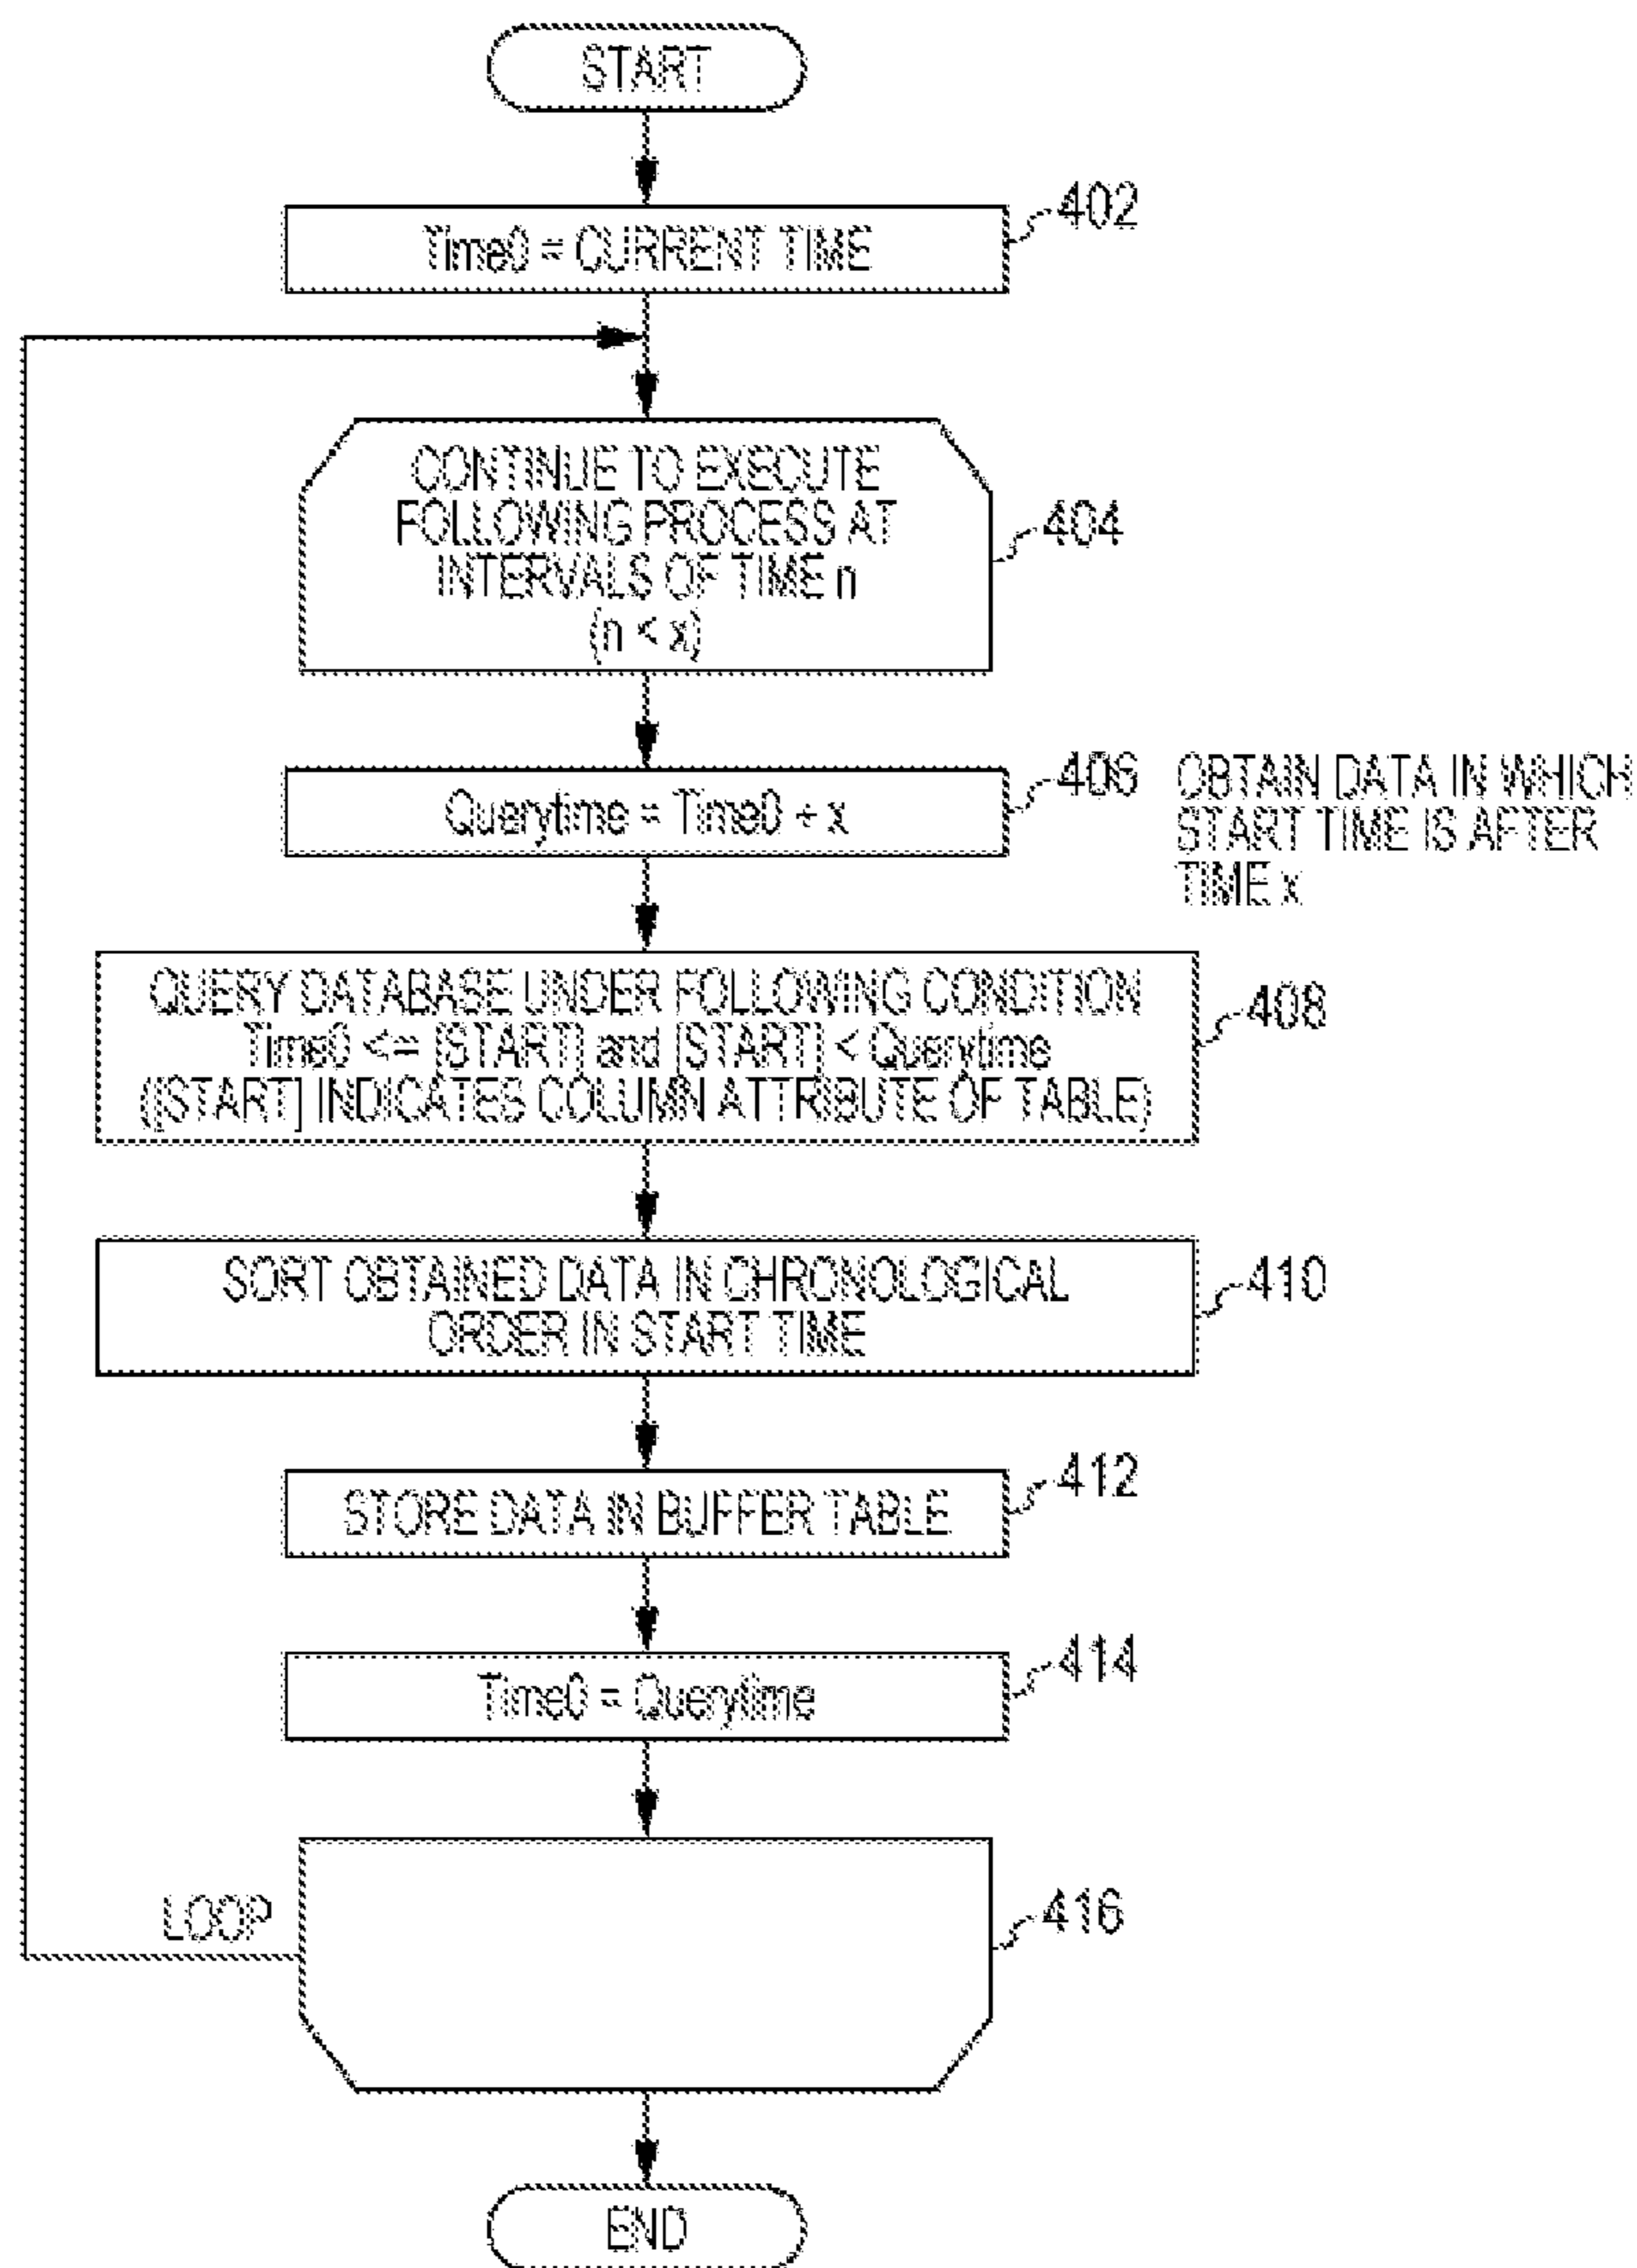 START
402
Time0 = CURRENT TIME
CONTINUE TO EXECUTE
FOLLOWING PROCESS AT
INTERVALS OF TIME n
(n < x)
404
Querytime = Time0 + x
406
OBTAIN DATA IN WHICH
START TIME IS AFTER
TIME x
QUERY DATABASE UNDER FOLLOWING CONDITION
Time0 <= [START] and [START] < Querytime
([START] INDICATES COLUMN ATTRIBUTE OF TABLE)
408
SORT OBTAINED DATA IN CHRONOLOGICAL
ORDER IN START TIME
410
STORE DATA IN BUFFER TABLE
412
Time0 = Querytime
414
LOOP
416
END